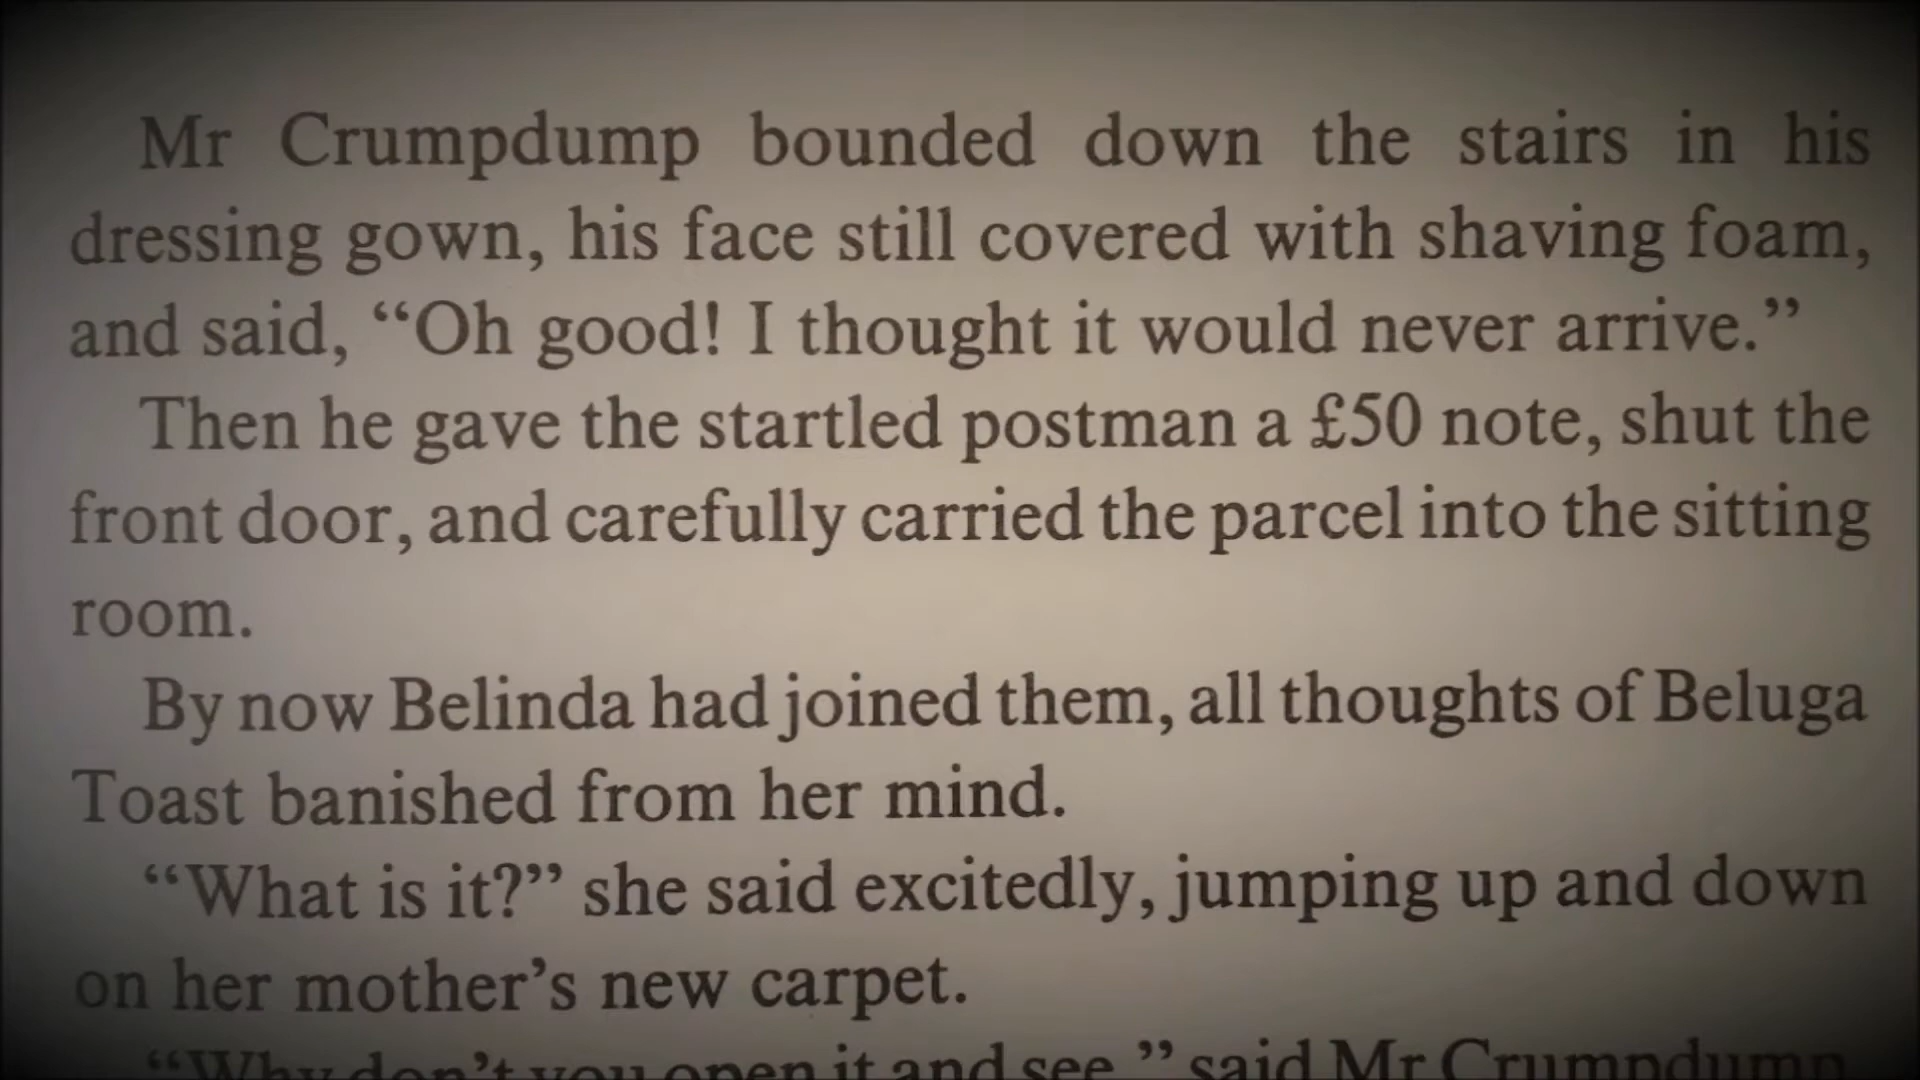 Mr Crumpdump bounded down the stairs in his
dressing gown, his face still covered with shaving foam,
and said, “Oh good! I thought it would never arrive.”
Then he gave the startled postman a £50 note, shut the
front door, and carefully carried the parcel into the sitting
room.
By now Belinda had joined them, all thoughts of Beluga
Toast banished from her mind.
“What is it?” she said excitedly, jumping up and down
on her mother’s new carpet.
“Why don’t you open it and see,” said Mr Crumpdump